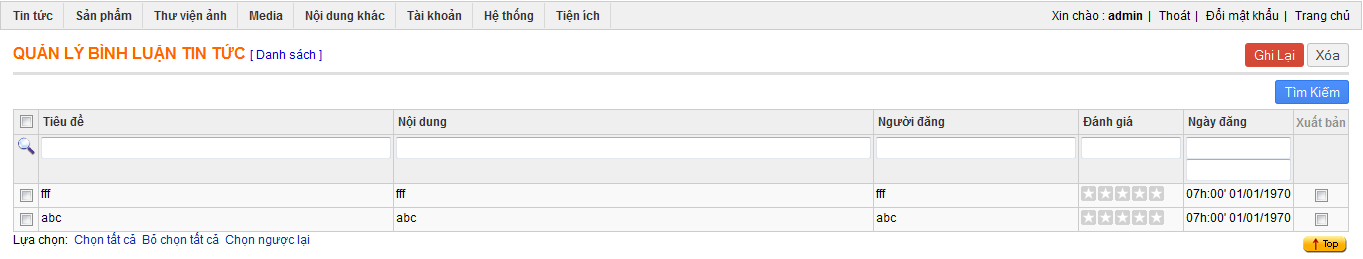 Tin tức Sản phẩm Thư viện ảnh Media Nội dung khác Tài khoản Hệ thống Tiện ích Xin chào : admin | Thoát | Đổi mật khẩu | Trang chủ
QUẢN LÝ BÌNH LUẬN TIN TỨC [ Danh sách ] Ghi Lại Xóa
Tìm Kiếm
Tiêu đề Nội dung Người đăng Đánh giá Ngày đăng Xuất bản
fff fff fff 07h:00' 01/01/1970
abc abc abc 07h:00' 01/01/1970
Lựa chọn: Chọn tất cả Bỏ chọn tất cả Chọn ngược lại Top